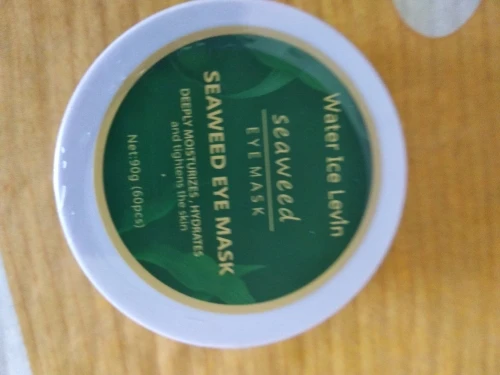 Water Ice Levin
seaweed
EYE MASK
SEAWEED EYE MASK
DEEPLY MOISTURIZES, HYDRATES
and tightens the skin
Net:90g (60pcs)